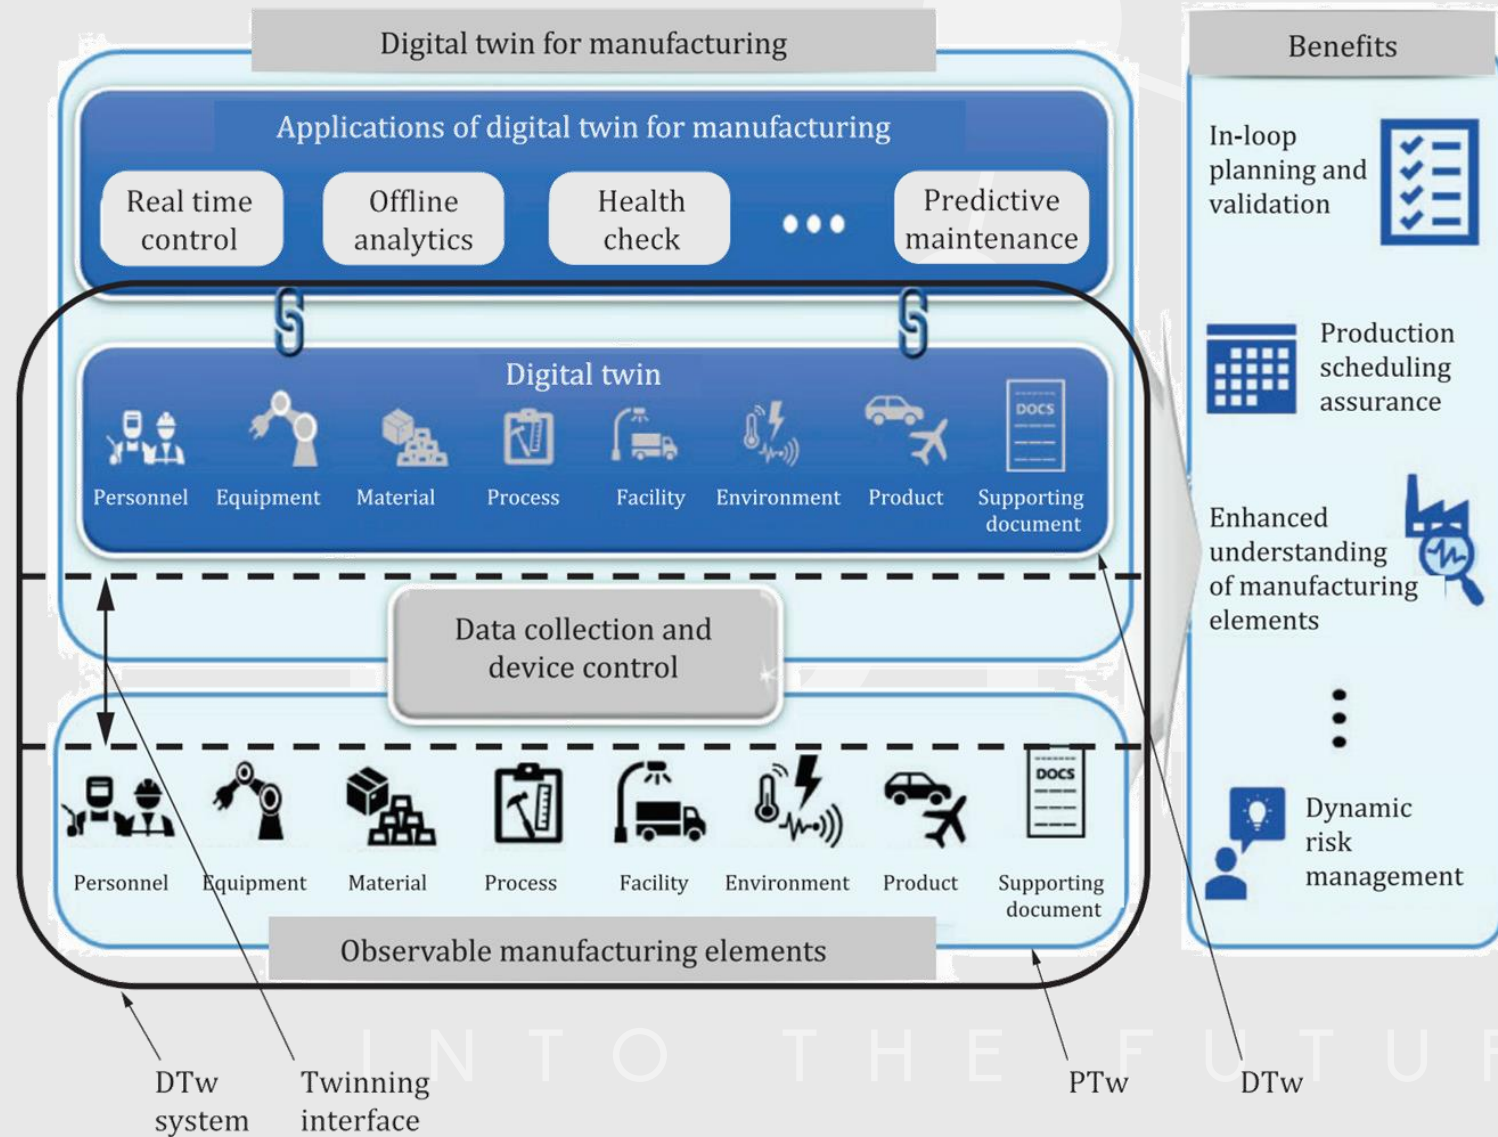 Digital twin for manufacturing
Applications of digital twin for manufacturing
Real time
control
Offline
analytics
Health
check
Predictive
maintenance
Digital twin
DOCS
Personnel
Equipment
Material
Process
Facility
Environment
Product
Supporting
document
Data collection and
device control
DOCS
Personnel
Equipment
Material
Process
Facility
Environment
Product
Supporting
document
Observable manufacturing elements
Benefits
In-loop
planning and
validation
Production
scheduling
assurance
Enhanced
understanding
of manufacturing
elements
Dynamic
risk
management
INTO THE FUTUR
DTw
system
Twinning
interface
PTw
DTw